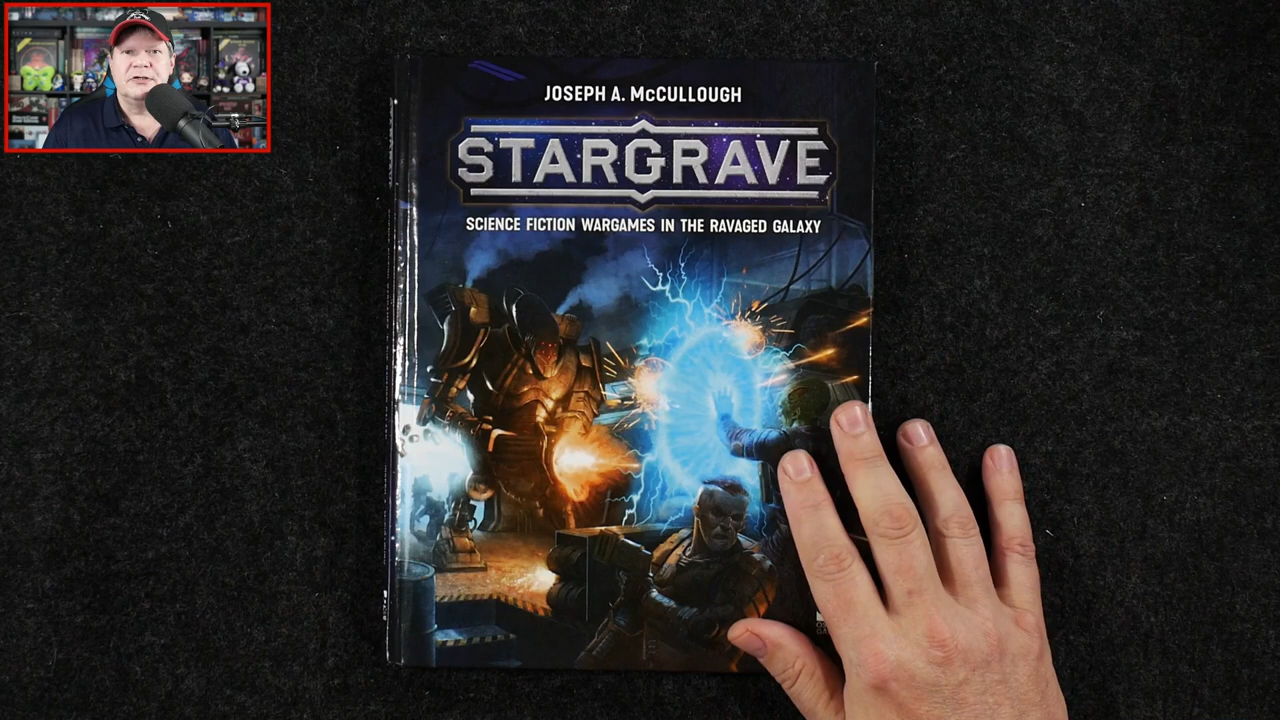 JOSEPH A. McCULLOUGH
STARGRAVE
SCIENCE FICTION WARGAMES IN THE RAVAGED GALAXY